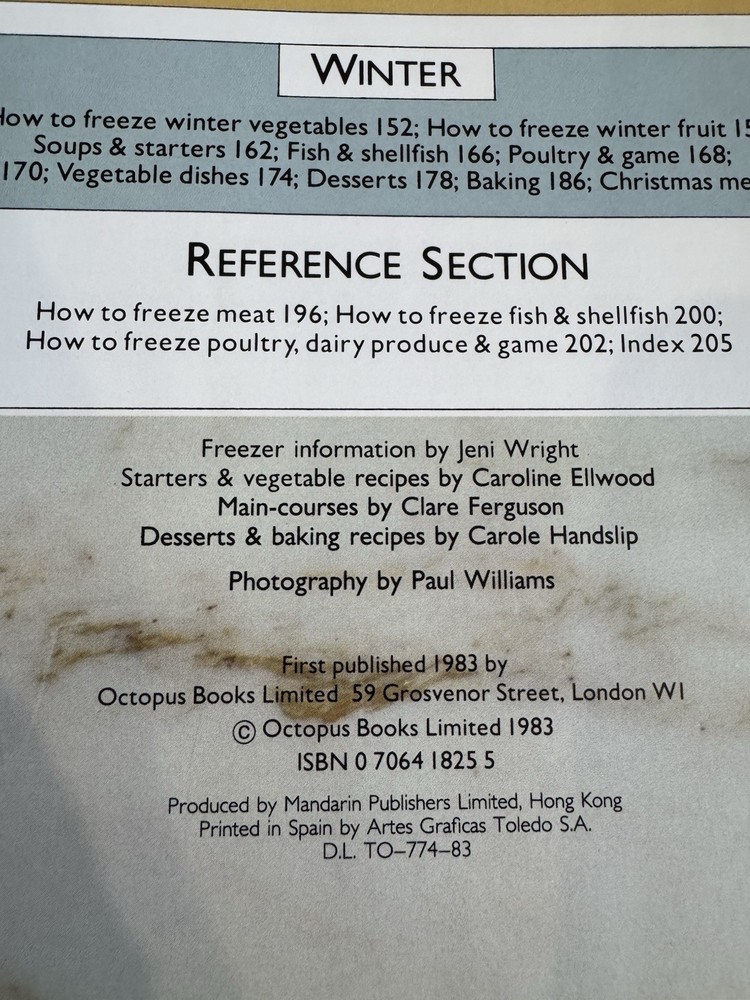 WINTER
How to freeze winter vegetables 152; How to freeze winter fruit
Soups & starters 162; Fish & shellfish 166; Poultry & game 168;
170; Vegetable dishes 174; Desserts 178; Baking 186; Christmas
REFERENCE SECTION
How to freeze meat 196; How to freeze fish & shellfish 200;
How to freeze poultry, dairy produce & game 202; Index 205
Freezer information by Jeni Wright
Starters & vegetable recipes by Caroline Ellwood
Main-courses by Clare Ferguson
Desserts & baking recipes by Carole Handslip
Photography by Paul Williams
First published 1983 by
Octopus Books Limited 59 Grosvenor Street, London W1
© Octopus Books Limited 1983
ISBN 0 7064 1825 5
Produced by Mandarin Publishers Limited, Hong Kong
Printed in Spain by Artes Graficas Toledo S.A.
D.L. TO–774–83